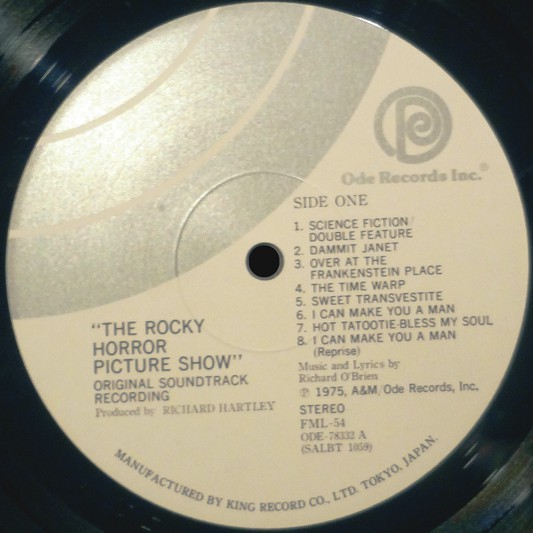 Ode Records Inc.®
SIDE ONE
1. SCIENCE FICTION/
DOUBLE FEATURE
2. DAMMIT JANET
3. OVER AT THE
FRANKENSTEIN PLACE
4. THE TIME WARP
5. SWEET TRANSVESTITE
6. I CAN MAKE YOU A MAN
7. HOT TATOOTIE-BLESS MY SOUL
8. I CAN MAKE YOU A MAN
(Reprise)
Music and Lyrics by
Richard O'Brien
℗ 1975, A&M/Ode Records, Inc.
STEREO
FML-54
ODE-78332 A
(SALBT 1059)
"THE ROCKY
HORROR
PICTURE SHOW"
ORIGINAL SOUNDTRACK
RECORDING
Produced by RICHARD HARTLEY
MANUFACTURED BY KING RECORD CO., LTD. TOKYO, JAPAN.